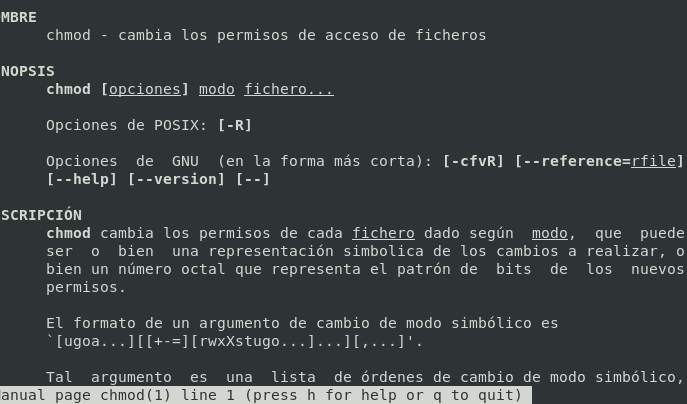 OMBRE
chmod - cambia los permisos de acceso de ficheros
NOPSIS
chmod [opciones] modo fichero...
Opciones de POSIX: [-R]
Opciones de GNU (en la forma más corta): [-cfvR] [--reference=rfile]
[--help] [--version] [--]
SCRIPCIÓN
chmod cambia los permisos de cada fichero dado según modo, que puede
ser o bien una representación simbolica de los cambios a realizar, o
bien un número octal que representa el patrón de bits de los nuevos
permisos.
El formato de un argumento de cambio de modo simbólico es
`[ugoa...][[+-=][rwxXstugo...]...][,...]'.
Tal argumento es una lista de órdenes de cambio de modo simbólico,
Manual page chmod(1) line 1 (press h for help or q to quit)